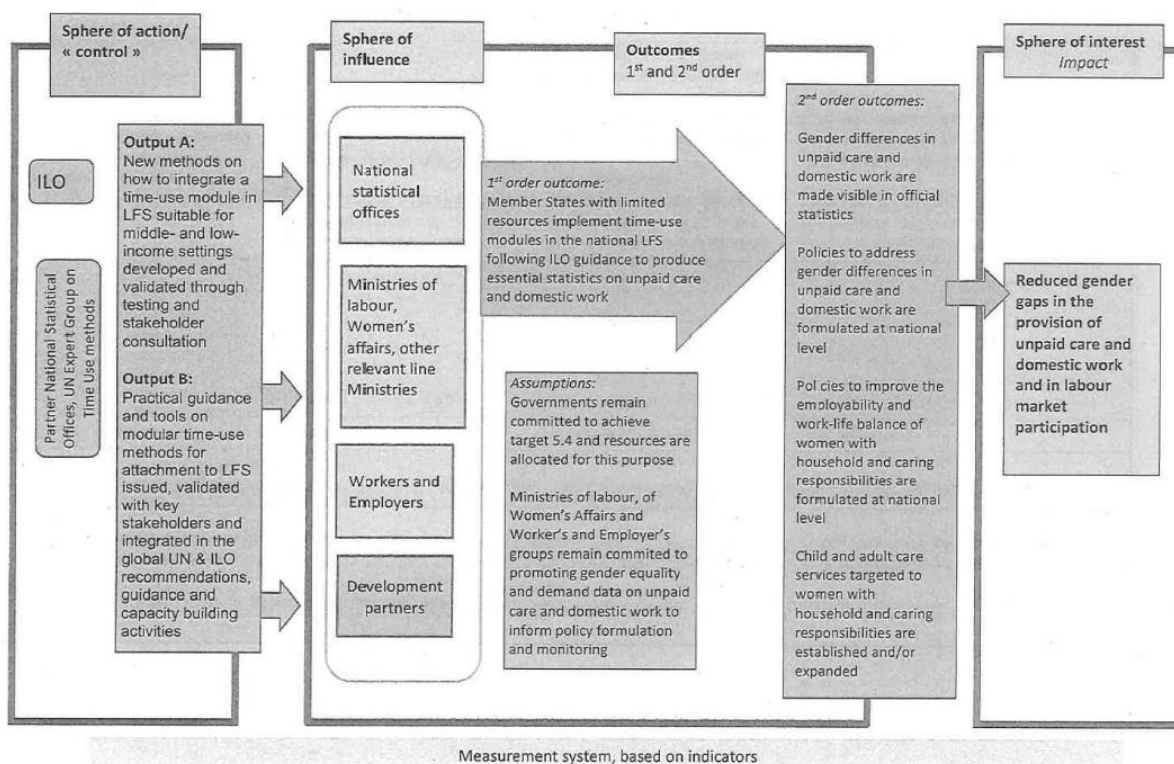 Sphere of action/
« control »
ILO
Partner National Statistical
Offices, UN Expert Group on
Time Use methods
Output A:
New methods on
how to integrate a
time-use module in
LFS suitable for
middle- and low-
income settings
developed and
validated through
testing and
stakeholder
consultation
Output B:
Practical guidance
and tools on
modular time-use
methods for
attachment to LFS
issued, validated
with key
stakeholders and
integrated in the
global UN & ILO
recommendations,
guidance and
capacity building
activities
Sphere of
influence
National
statistical
offices
Ministries of
labour,
Women's
affairs, other
relevant line
Ministries
Workers and
Employers
Development
partners
Outcomes
1st and 2nd order
1st order outcome:
Member States with limited
resources implement time-use
modules in the national LFS
following ILO guidance to produce
essential statistics on unpaid care
and domestic work
Assumptions:
Governments remain
committed to achieve
target 5.4 and resources are
allocated for this purpose
Ministries of labour, of
Women's Affairs and
Worker's and Employer's
groups remain commited to
promoting gender equality
and demand data on unpaid
care and domestic work to
inform policy formulation
and monitoring
2nd order outcomes:
Gender differences in
unpaid care and
domestic work are
made visible in official
statistics
Policies to address
gender differences in
unpaid care and
domestic work are
formulated at national
level
Policies to improve the
employability and
work-life balance of
women with
household and caring
responsibilities are
formulated at national
level
Child and adult care
services targeted to
women with
household and caring
responsibilities are
established and/or
expanded
Sphere of interest
Impact
Reduced gender
gaps in the
provision of
unpaid care and
domestic work
and in labour
market
participation
Measurement system, based on indicators